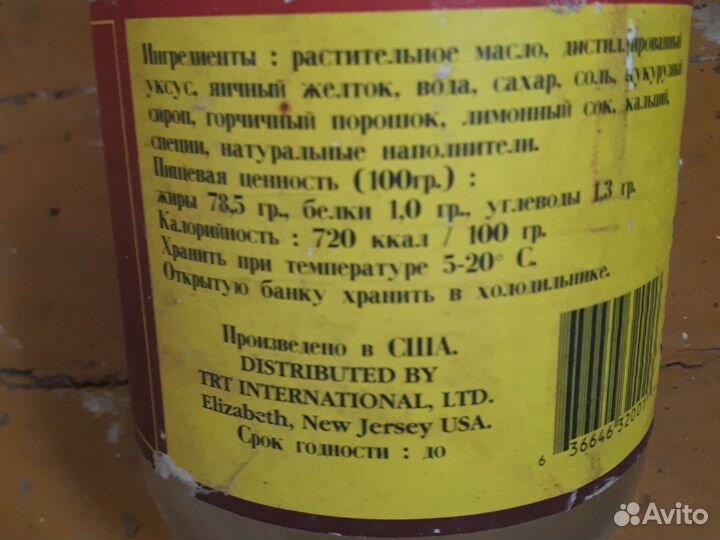 Ингредиенты : растительное масло, дистиллированный
уксус, яичный желток, вода, сахар, соль, кукурузный
сироп, горчичный порошок, лимонный сок, кальций,
специи, натуральные наполнители.
Пищевая ценность (100гр.) :
жиры 78,5 гр., белки 1,0 гр., углеводы 1,3 гр.
Калорийность : 720 ккал / 100 гр.
Хранить при температуре 5-20° С.
Открытую банку хранить в холодильнике.
Произведено в США.
DISTRIBUTED BY
TRT INTERNATIONAL, LTD.
Elizabeth, New Jersey USA.
Срок годности : до
6 36646 32001
Avito